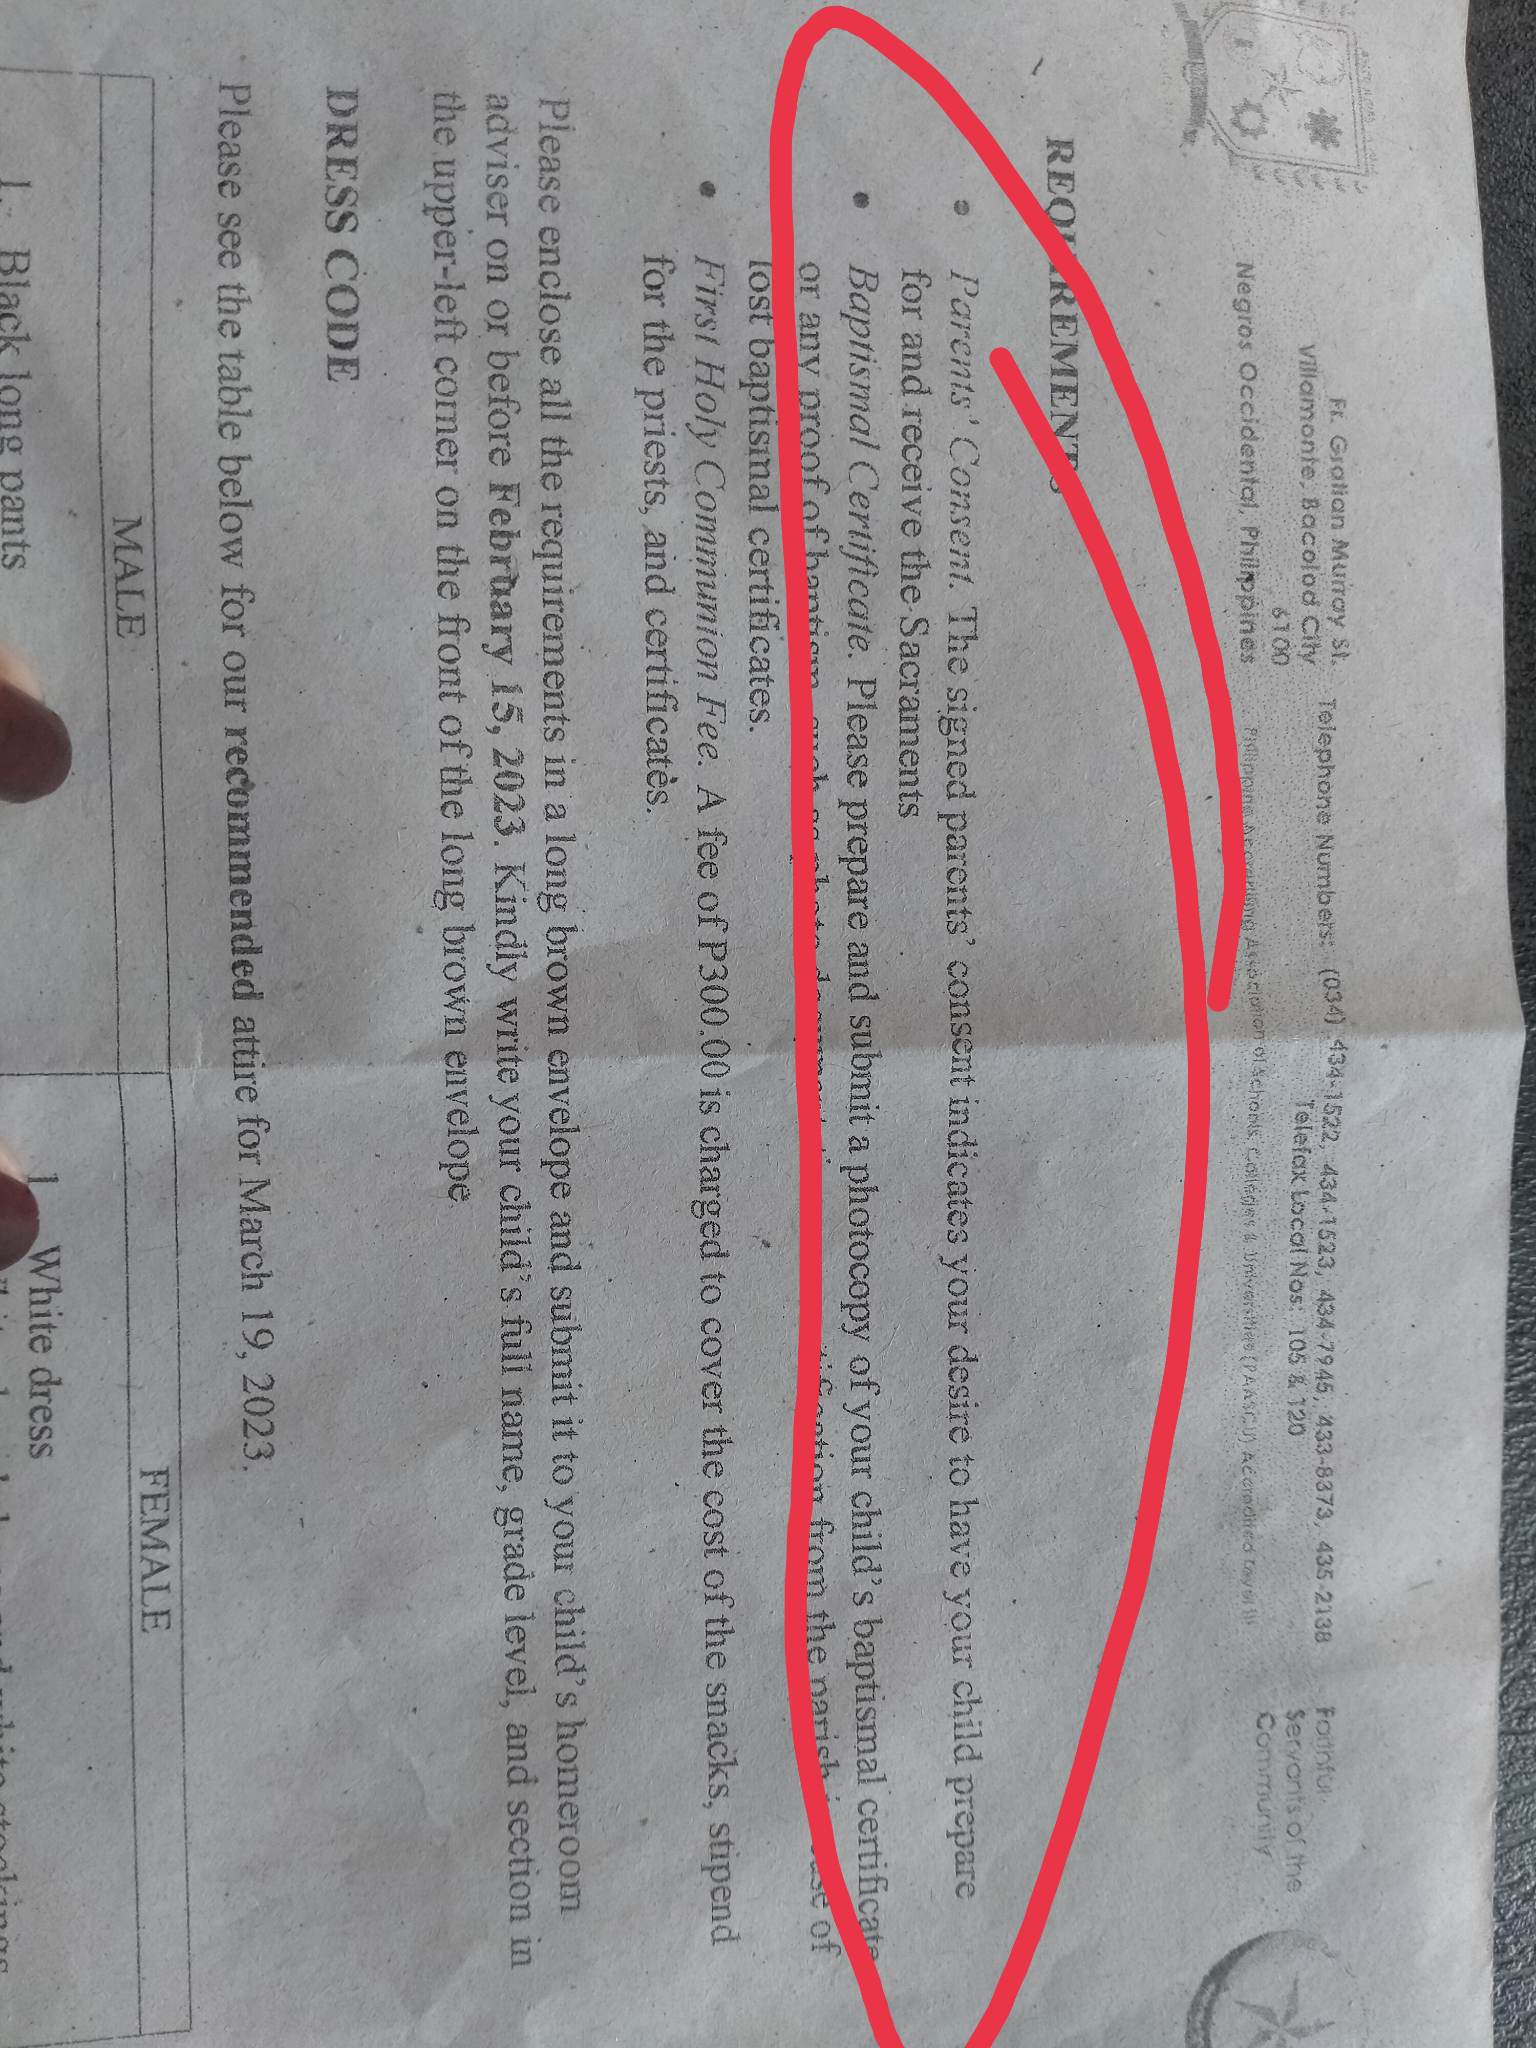 Fr. Gratian Murray St.
Villamonte, Bacolod City
6100
Negros Occidental, Philippines
Telephone Numbers: (034) 434-1522, 434-1523, 434-7945, 433-8373, 435-2138
Telefax Local Nos: 105 & 120
Philippine Accrediting Association of Schools, Colleges & Universities (PAASCU) Accredited Level III
Faithful
Servants of the
Community
REQUIREMENTS
• Parents' Consent. The signed parents' consent indicates your desire to have your child prepare
for and receive the Sacraments
• Baptismal Certificate. Please prepare and submit a photocopy of your child's baptismal certificate
or any proof of baptism, such as photo from the parish in case of
lost baptismal certificates.
• First Holy Communion Fee. A fee of P300.00 is charged to cover the cost of the snacks, stipend
for the priests, and certificates.
Please enclose all the requirements in a long brown envelope and submit it to your child's homeroom
adviser on or before February 15, 2023. Kindly write your child's full name, grade level, and section in
the upper-left corner on the front of the long brown envelope
DRESS CODE
Please see the table below for our recommended attire for March 19, 2023.
MALE
FEMALE
1. Black long pants
1. White dress
and white stockings